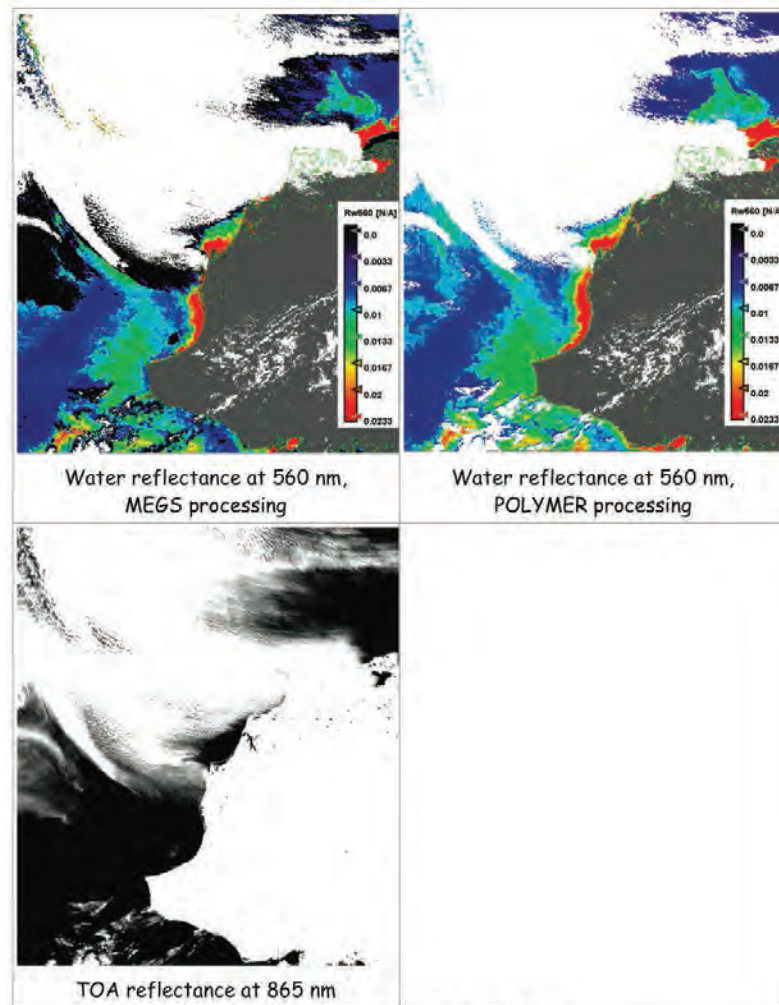 Rw560 [N/A]
0.0
0.0033
0.0067
0.01
0.0133
0.0167
0.02
0.0233
Rw560 [N/A]
0.0
0.0033
0.0067
0.01
0.0133
0.0167
0.02
0.0233
Water reflectance at 560 nm,
MEGS processing
Water reflectance at 560 nm,
POLYMER processing
TOA reflectance at 865 nm